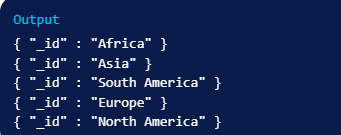 Output
{ "_id" : "Africa" }
{ "_id" : "Asia" }
{ "_id" : "South America" }
{ "_id" : "Europe" }
{ "_id" : "North America" }